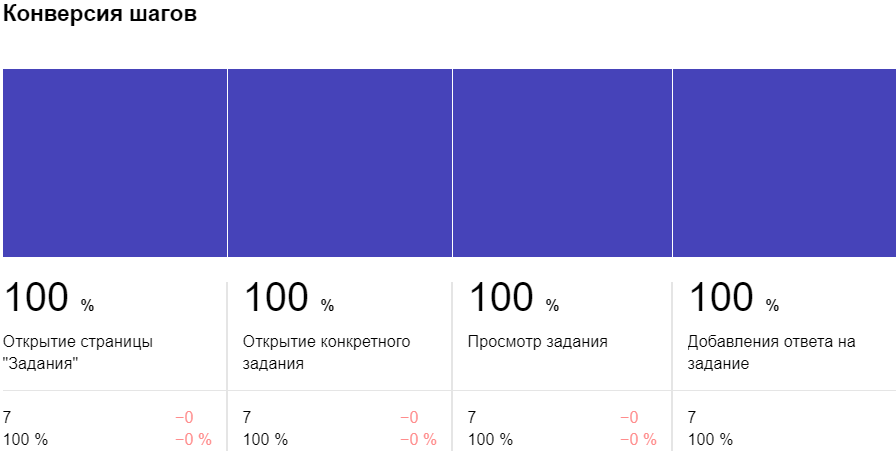 Конверсия шагов
100 %
100 %
100 %
100 %
Открытие страницы
"Задания"
Открытие конкретного
задания
Просмотр задания
Добавления ответа на
задание
7 −0
100 % −0 %
7 −0
100 % −0 %
7 −0
100 % −0 %
7
100 %